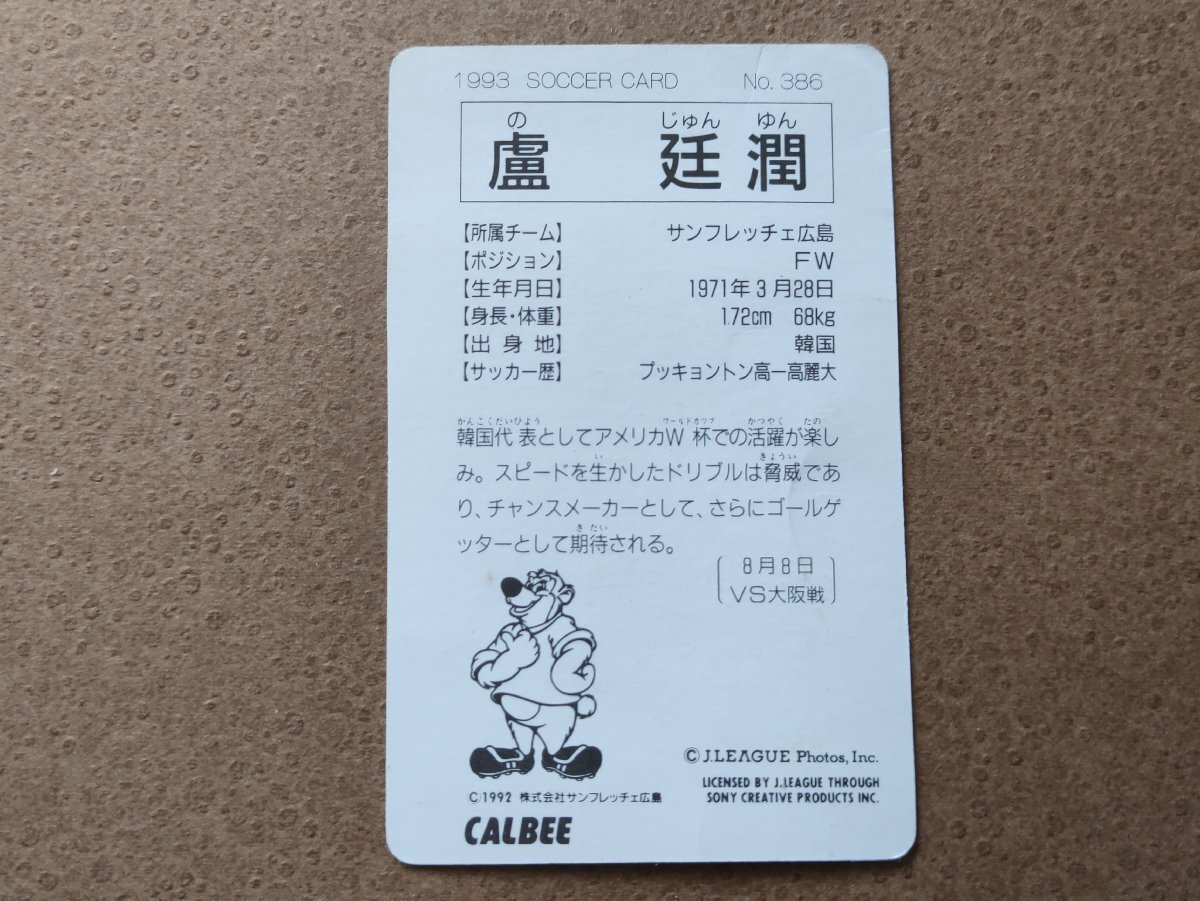 1993 SOCCER CARD No. 386
の じゅん ゆん
盧 廷潤
【所属チーム】 サンフレッチェ広島
【ポジション】 FW
【生年月日】 1971年3月28日
【身長・体重】 1.72cm 68kg
【出身地】 韓国
【サッカー歴】 プッキョントン高ー高麗大
かんこくだいひよう ワールドカツプ かつやく たの
韓国代表としてアメリカW杯での活躍が楽し
い きょうい
み。スピードを生かしたドリブルは脅威であ
り、チャンスメーカーとして、さらにゴールゲ
き たい
ッターとして期待される。
8月8日
VS大阪戦
© J.LEAGUE Photos, Inc.
LICENSED BY J.LEAGUE THROUGH
SONY CREATIVE PRODUCTS INC.
©1992 株式会社サンフレッチェ広島
CALBEE